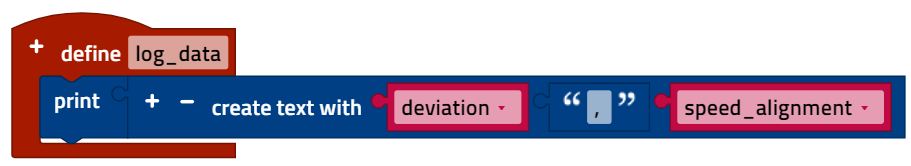 + define log_data
print + - create text with deviation “ , ” speed_alignment